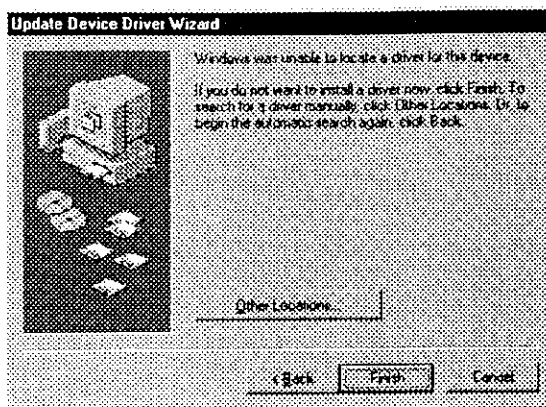 Update Device Driver Wizard
Windows was unable to locate a driver for this device.
If you do not want to install a driver now, click Finish. To
search for a driver manually, click Other Locations. Or, to
begin the automatic search again, click Back.
Other Locations...
< Back
Finish
Cancel